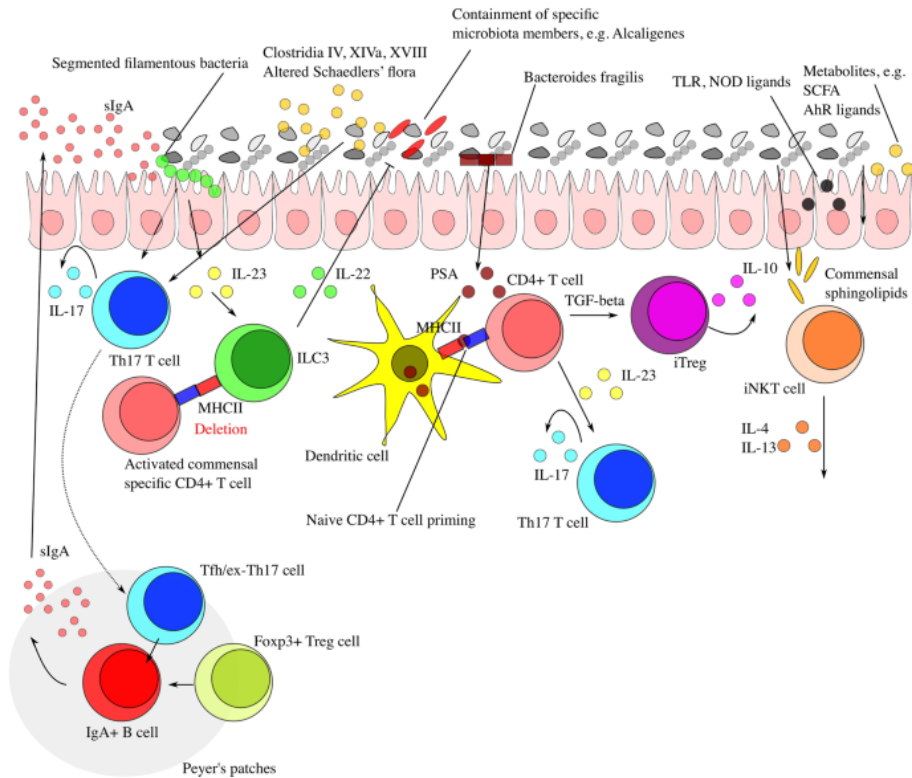 Containment of specific
microbiota members, e.g. Alcaligenes
Clostridia IV, XIVa, XVIII
Altered Schaedlers' flora
Segmented filamentous bacteria
Bacteroides fragilis
TLR, NOD ligands
Metabolites, e.g.
SCFA
AhR ligands
sIgA
IL-17
IL-23
IL-22
PSA
CD4+ T cell
TGF-beta
IL-10
Commensal
sphingolipids
Th17 T cell
ILC3
MHCII
iTreg
iNKT cell
MHCII
Deletion
IL-23
IL-4
IL-13
Activated commensal
specific CD4+ T cell
Dendritic cell
IL-17
Naive CD4+ T cell priming
Th17 T cell
sIgA
Tfh/ex-Th17 cell
Foxp3+ Treg cell
IgA+ B cell
Peyer's patches